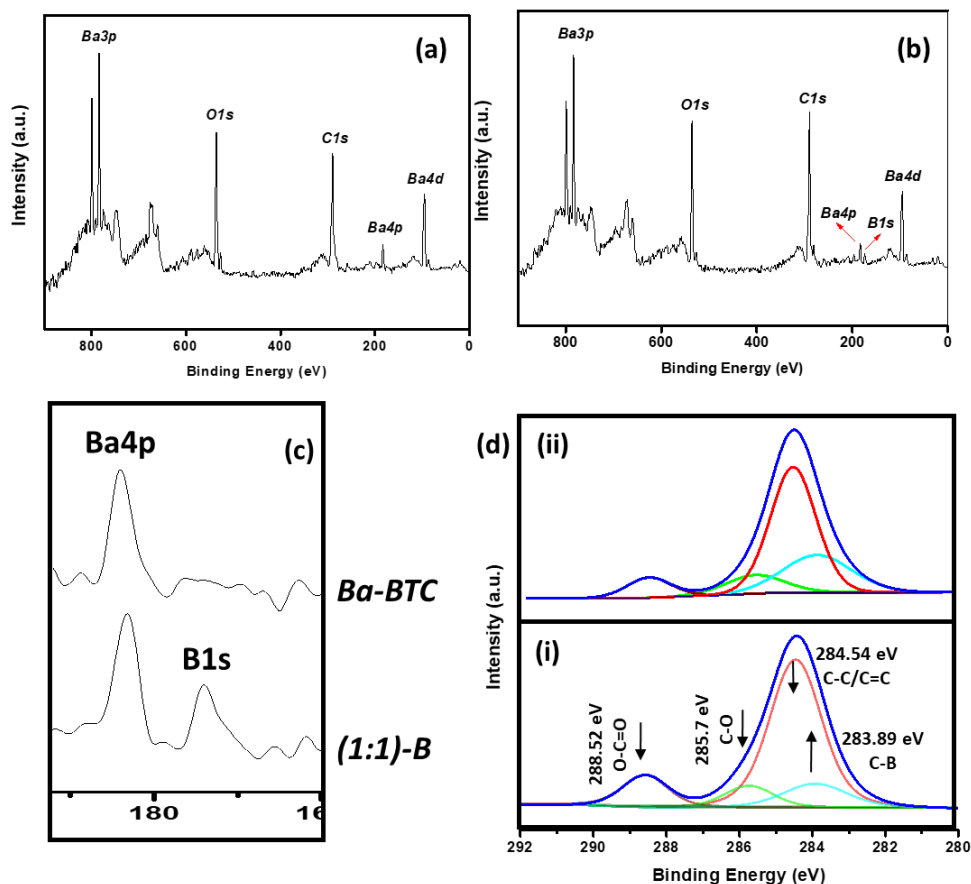 (a)
Ba3p
O1s
C1s
Ba4p
Ba4d
Intensity (a.u.)
800 600 400 200 0
Binding Energy (eV)
(b)
Ba3p
O1s
C1s
Ba4p
B1s
Ba4d
Intensity (a.u.)
800 600 400 200 0
Binding Energy (eV)
(c)
Ba4p
Ba-BTC
B1s
(1:1)-B
180 16
(d)
(ii)
Intensity (a.u.)
(i)
288.52 eV
O-C=O
285.7 eV
C-O
284.54 eV
C-C/C=C
283.89 eV
C-B
292 290 288 286 284 282 280
Binding Energy (eV)